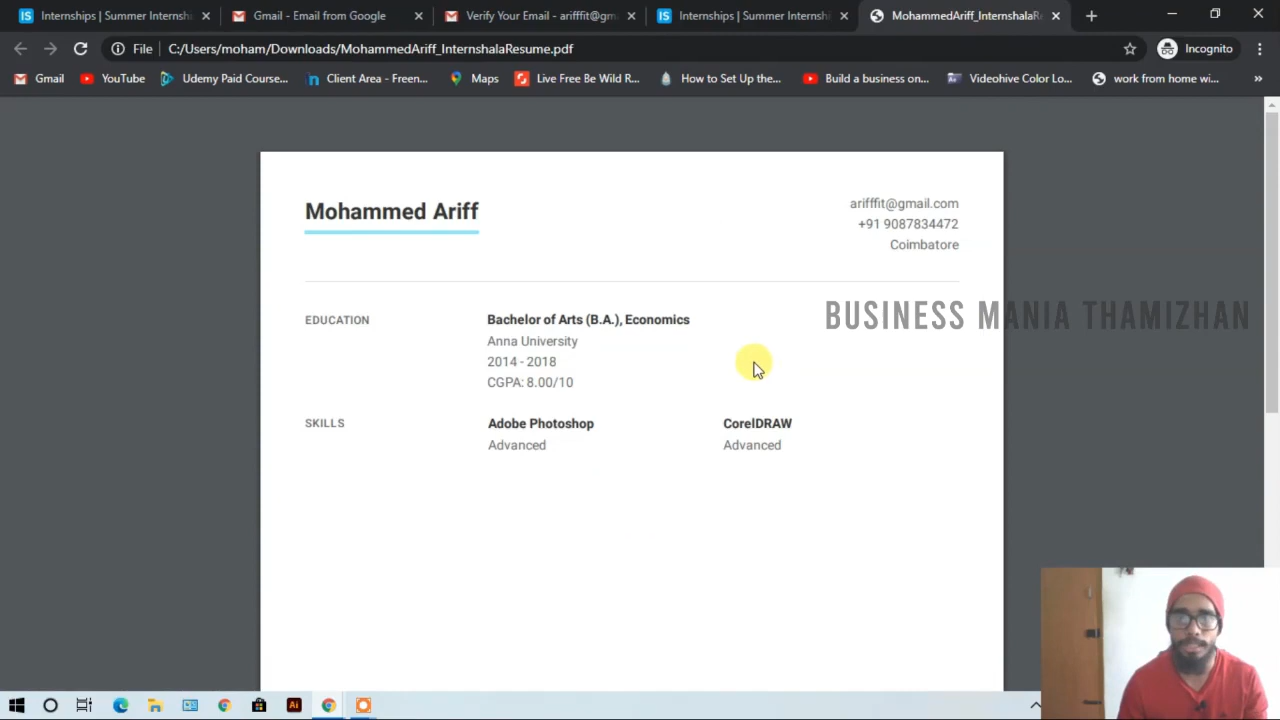 Internships | Summer Internsh
Gmail - Email from Google
Verify Your Email - arifffit@gm
Internships | Summer Internsh
MohammedAriff_InternshalaRe
File
C:/Users/moham/Downloads/MohammedAriff_InternshalaResume.pdf
Incognito
Gmail
YouTube
Udemy Paid Course...
Client Area - Freen...
Maps
Live Free Be Wild R...
How to Set Up the...
Build a business on...
Videohive Color Lo...
work from home wi...
Mohammed Ariff
arifffit@gmail.com
+91 9087834472
Coimbatore
BUSINESS MANIA THAMIZHAN
EDUCATION
Bachelor of Arts (B.A.), Economics
Anna University
2014 - 2018
CGPA: 8.00/10
SKILLS
Adobe Photoshop
Advanced
CorelDRAW
Advanced